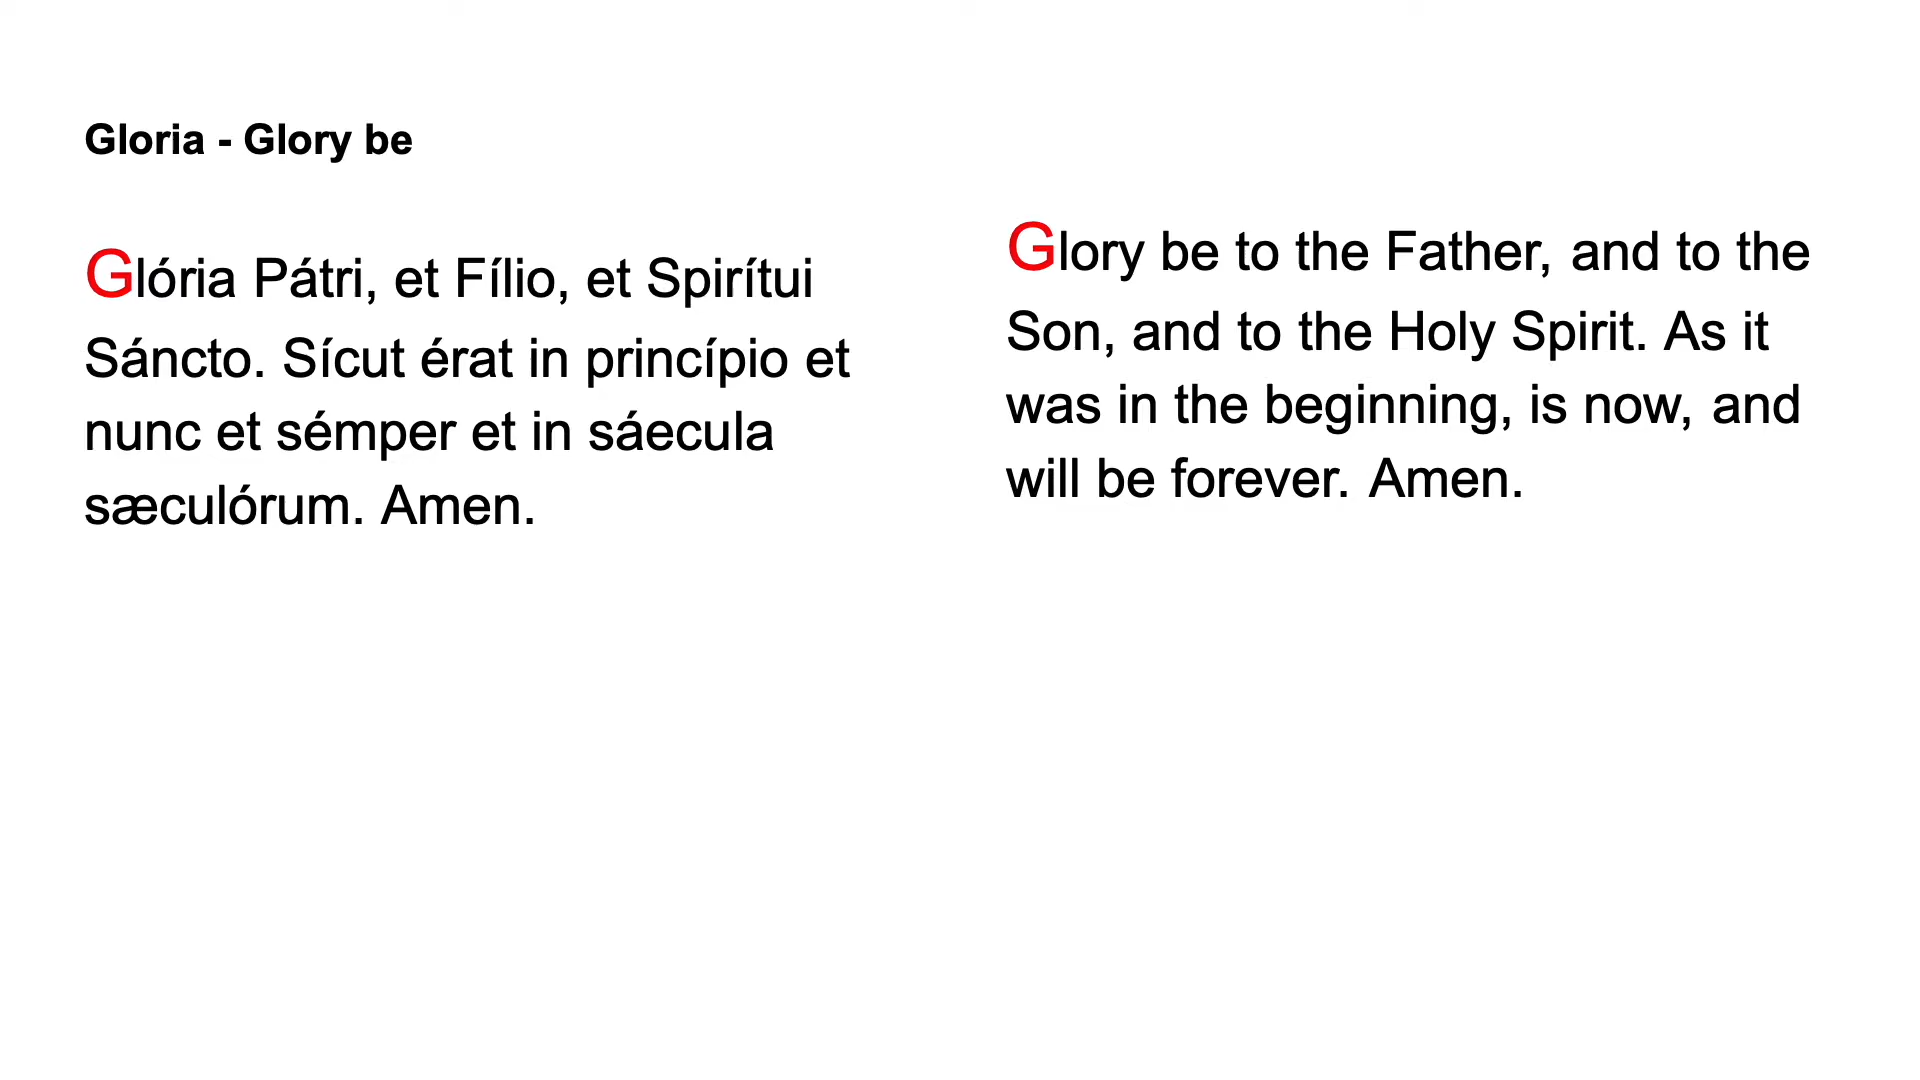 Gloria - Glory be
Glória Pátri, et Fílio, et Spirítui
Sáncto. Sícut érat in princípio et
nunc et sémper et in sáecula
sæculórum. Amen.
Glory be to the Father, and to the
Son, and to the Holy Spirit. As it
was in the beginning, is now, and
will be forever. Amen.